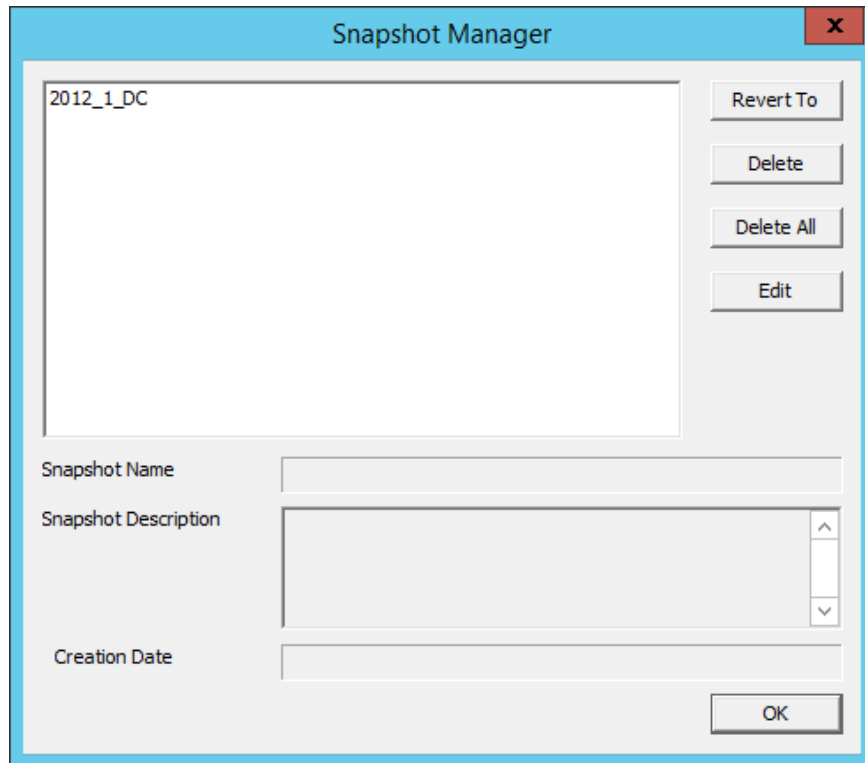 Snapshot Manager
x
2012_1_DC
Revert To
Delete
Delete All
Edit
Snapshot Name
Snapshot Description
Creation Date
OK